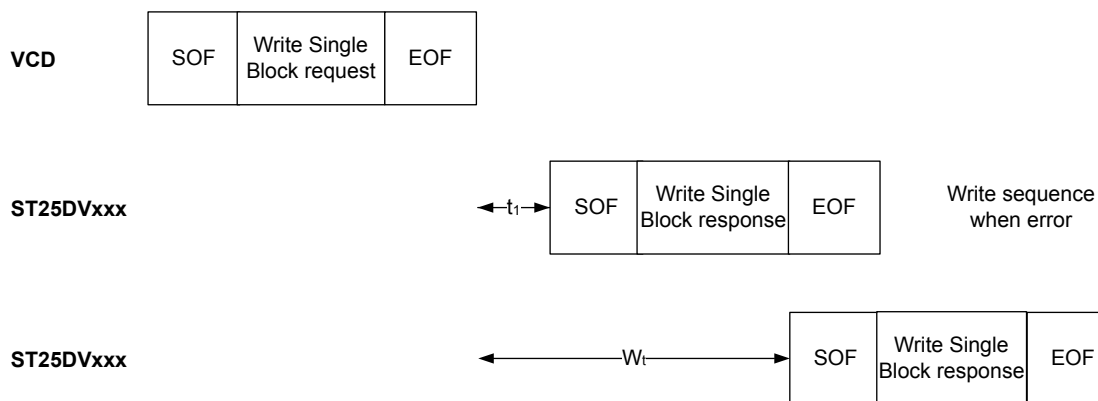 VCD
SOF
Write Single
Block request
EOF
ST25DVxxx
t1
SOF
Write Single
Block response
EOF
Write sequence
when error
ST25DVxxx
Wt
SOF
Write Single
Block response
EOF